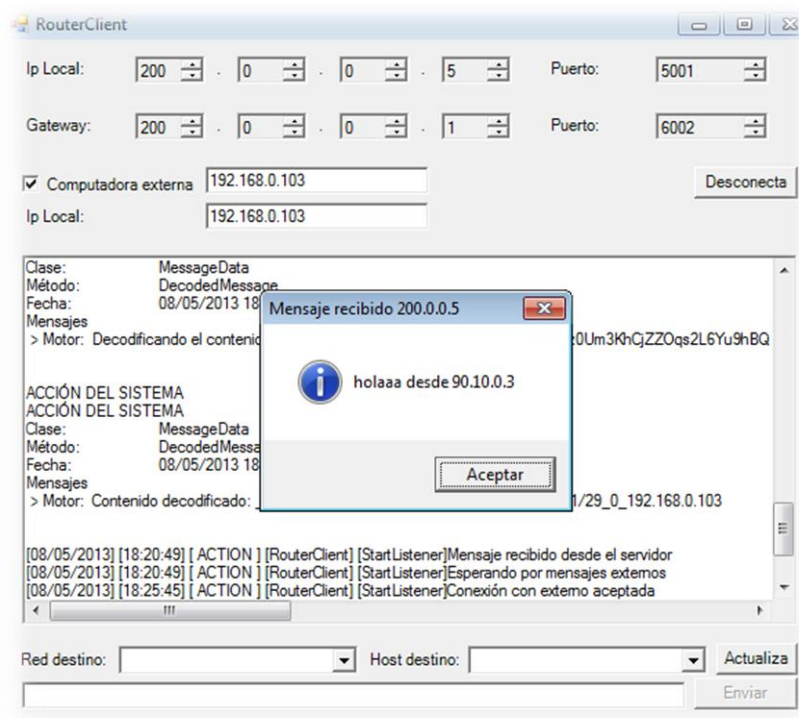 RouterClient
Ip Local: 200 . 0 . 0 . 5 Puerto: 5001
Gateway: 200 . 0 . 0 . 1 Puerto: 6002
Computadora externa 192.168.0.103 Desconecta
Ip Local: 192.168.0.103
Clase: MessageData
Método: DecodedMessage
Fecha: 08/05/2013 18
Mensajes
> Motor: Decodificando el
Mensaje recibido 200.0.0.5
holaaa desde 90.10.0.3
Aceptar
ACCIÓN DEL SISTEMA
ACCIÓN DEL SISTEMA
Clase: MessageData
Método:
Fecha: 08/05/2013 18
Mensajes
> Motor: Contenido decodificado: 1/29_0_192.168.0.103
[08/05/2013] [18:20:49] [ ACTION ] [RouterClient] [StartListener]Mensaje recibido desde el servidor
[08/05/2013] [18:20:49] [ ACTION ] [RouterClient] [StartListener]Esperando por mensajes externos
[08/05/2013] [18:25:45] [ ACTION ] [RouterClient] [StartListener]Conexión con externo aceptada
Red destino: Host destino: Actualiza
Enviar